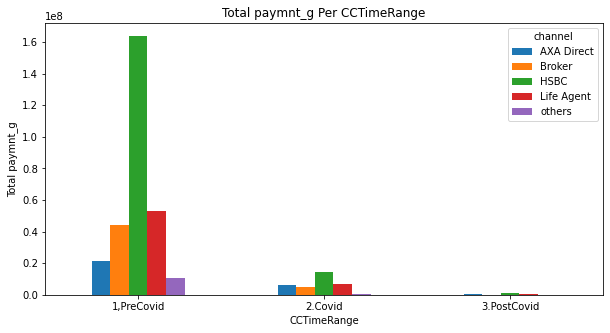 Total paymnt_g Per CCTimeRange
1e8
channel
AXA Direct
Broker
HSBC
Life Agent
others
Total paymnt_g
1.6
1.4
1.2
1.0
0.8
0.6
0.4
0.2
0.0
1,PreCovid
2.Covid
3.PostCovid
CCTimeRange